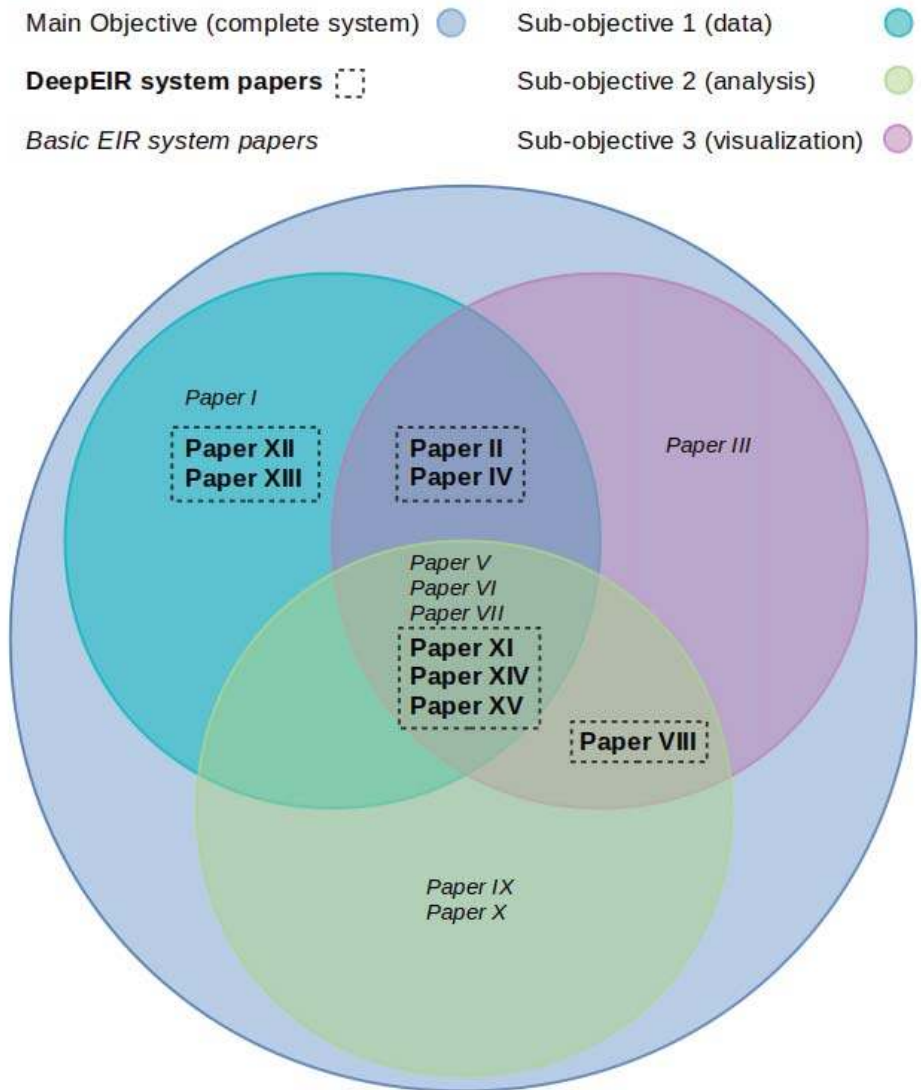 Main Objective (complete system)
Sub-objective 1 (data)
DeepEIR system papers
Sub-objective 2 (analysis)
Basic EIR system papers
Sub-objective 3 (visualization)
Paper I
Paper XII
Paper XIII
Paper II
Paper IV
Paper III
Paper V
Paper VI
Paper VII
Paper XI
Paper XIV
Paper XV
Paper VIII
Paper IX
Paper X